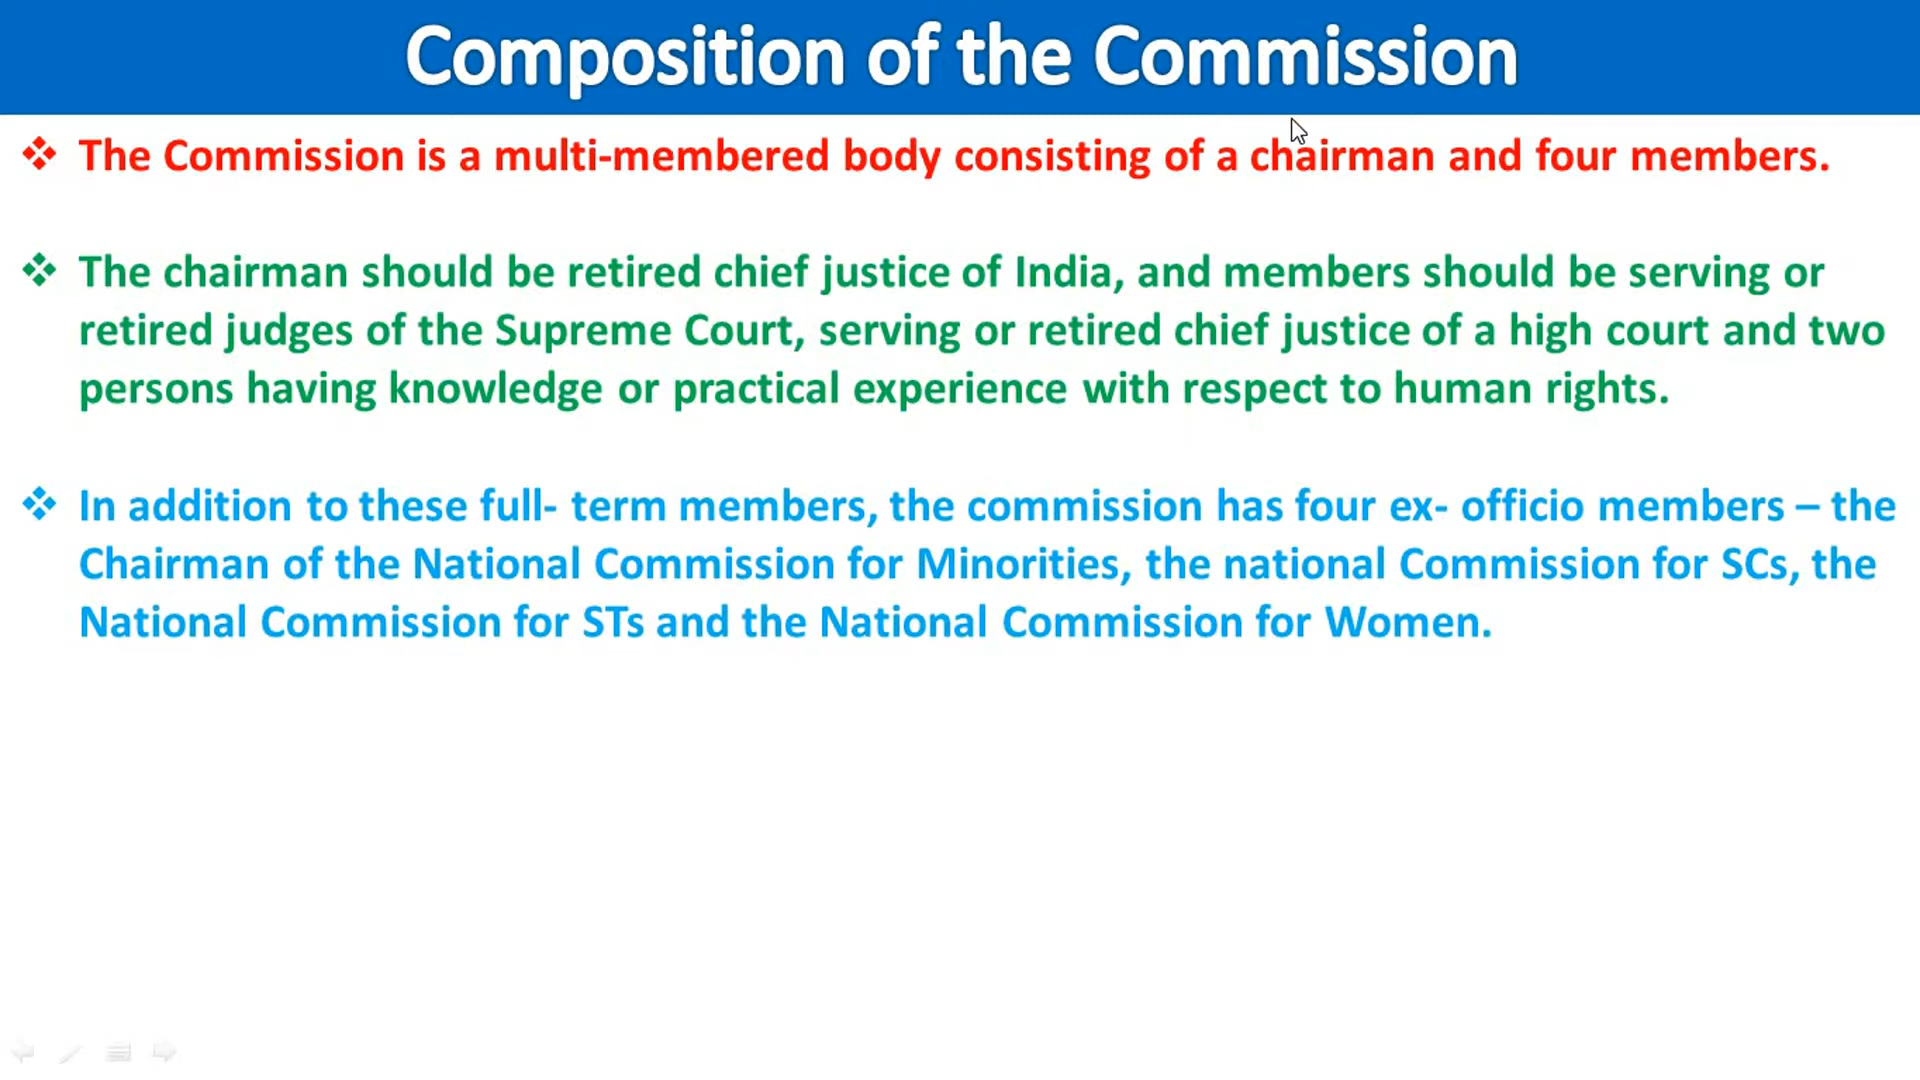 Composition of the Commission
❖ The Commission is a multi-membered body consisting of a chairman and four members.
❖ The chairman should be retired chief justice of India, and members should be serving or
retired judges of the Supreme Court, serving or retired chief justice of a high court and two
persons having knowledge or practical experience with respect to human rights.
❖ In addition to these full- term members, the commission has four ex- officio members – the
Chairman of the National Commission for Minorities, the national Commission for SCs, the
National Commission for STs and the National Commission for Women.